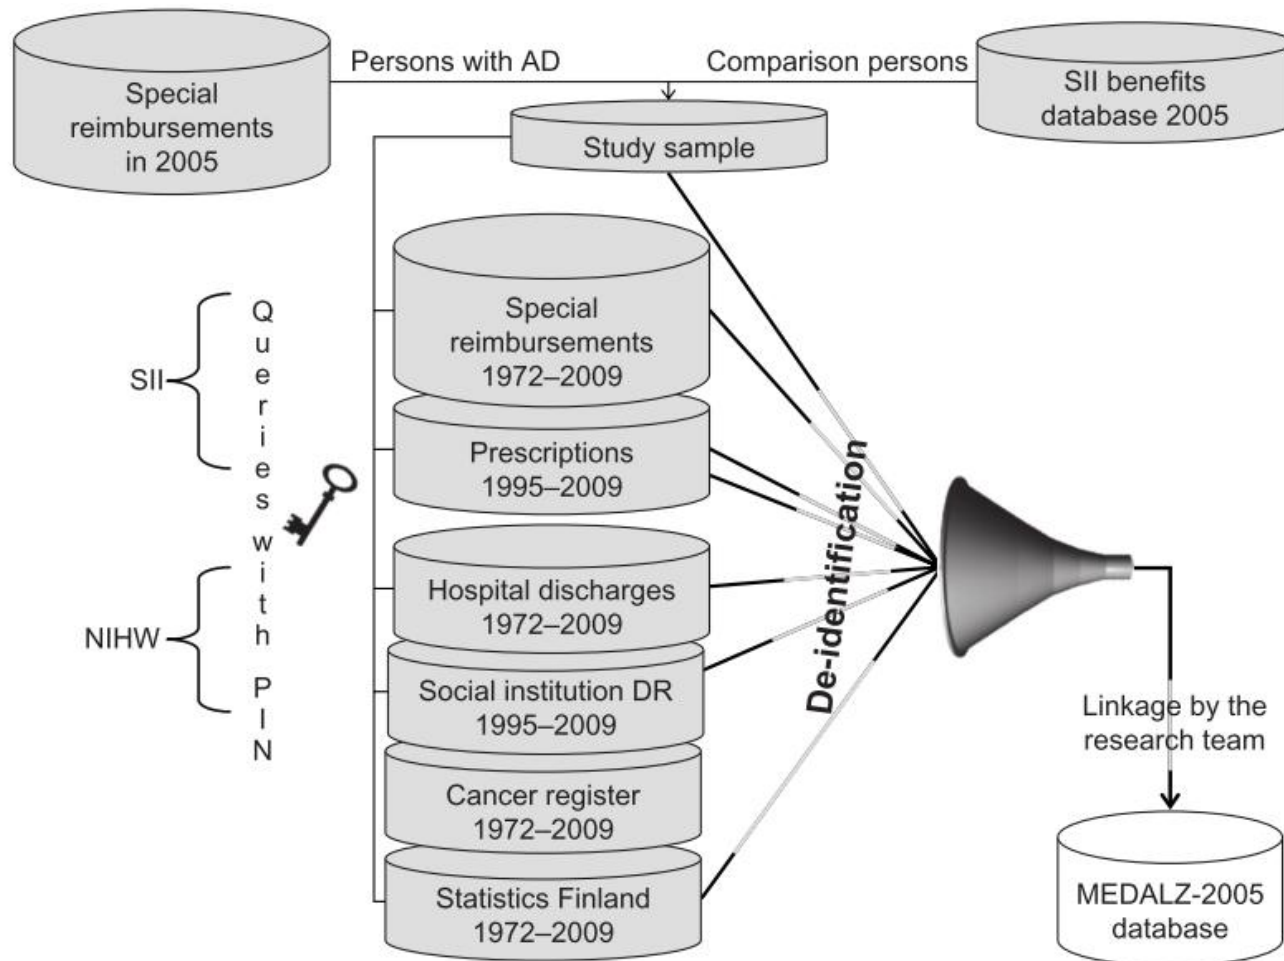 Special
reimbursements
in 2005
Persons with AD
Comparison persons
SII benefits
database 2005
Study sample
Special
reimbursements
1972–2009
SII
Queries with PIN
Prescriptions
1995–2009
De-identification
Hospital discharges
1972–2009
NIHW
Social institution DR
1995–2009
Cancer register
1972–2009
Statistics Finland
1972–2009
Linkage by the
research team
MEDALZ-2005
database